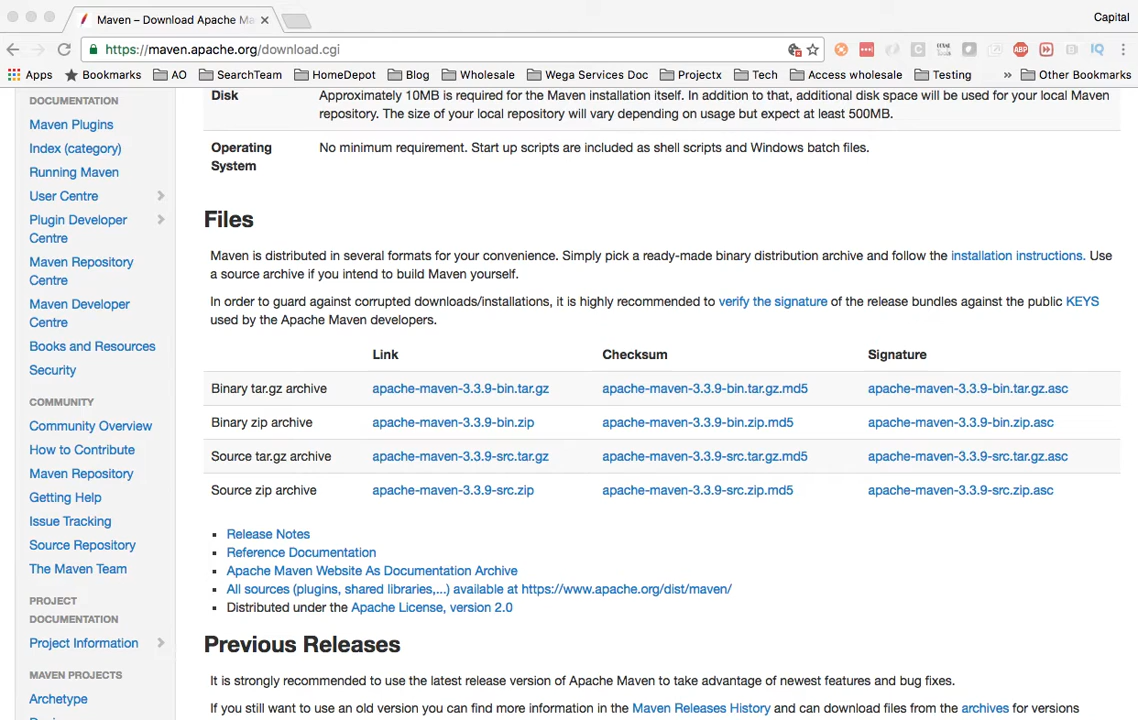 Maven – Download Apache Ma
Capital
https://maven.apache.org/download.cgi
ABP
IQ
Apps
Bookmarks
AO
SearchTeam
HomeDepot
Blog
Wholesale
Wega Services Doc
Projectx
Tech
Access wholesale
Testing
»
Other Bookmarks
DOCUMENTATION
Maven Plugins
Index (category)
Running Maven
User Centre
Plugin Developer
Centre
Maven Repository
Centre
Maven Developer
Centre
Books and Resources
Security
COMMUNITY
Community Overview
How to Contribute
Maven Repository
Getting Help
Issue Tracking
Source Repository
The Maven Team
PROJECT
DOCUMENTATION
Project Information
MAVEN PROJECTS
Archetype
Disk Approximately 10MB is required for the Maven installation itself. In addition to that, additional disk space will be used for your local Maven
repository. The size of your local repository will vary depending on usage but expect at least 500MB.
Operating No minimum requirement. Start up scripts are included as shell scripts and Windows batch files.
System
Files
Maven is distributed in several formats for your convenience. Simply pick a ready-made binary distribution archive and follow the installation instructions. Use
a source archive if you intend to build Maven yourself.
In order to guard against corrupted downloads/installations, it is highly recommended to verify the signature of the release bundles against the public KEYS
used by the Apache Maven developers.
Link Checksum Signature
Binary tar.gz archive apache-maven-3.3.9-bin.tar.gz apache-maven-3.3.9-bin.tar.gz.md5 apache-maven-3.3.9-bin.tar.gz.asc
Binary zip archive apache-maven-3.3.9-bin.zip apache-maven-3.3.9-bin.zip.md5 apache-maven-3.3.9-bin.zip.asc
Source tar.gz archive apache-maven-3.3.9-src.tar.gz apache-maven-3.3.9-src.tar.gz.md5 apache-maven-3.3.9-src.tar.gz.asc
Source zip archive apache-maven-3.3.9-src.zip apache-maven-3.3.9-src.zip.md5 apache-maven-3.3.9-src.zip.asc
Release Notes
Reference Documentation
Apache Maven Website As Documentation Archive
All sources (plugins, shared libraries,...) available at https://www.apache.org/dist/maven/
Distributed under the Apache License, version 2.0
Previous Releases
It is strongly recommended to use the latest release version of Apache Maven to take advantage of newest features and bug fixes.
If you still want to use an old version you can find more information in the Maven Releases History and can download files from the archives for versions